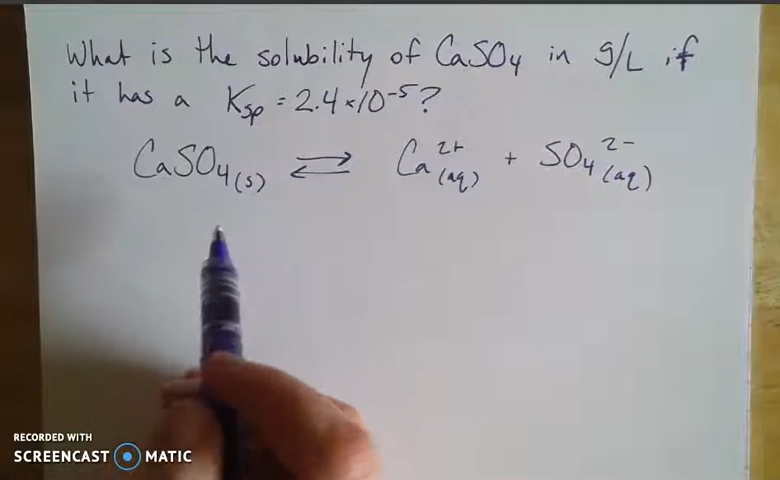 What is the solubility of CaSO4 in g/L if
it has a Ksp = 2.4 × 10⁻⁵?
CaSO4(s) ⇌ Ca²⁺(aq) + SO4²⁻(aq)
RECORDED WITH
SCREENCAST MATIC